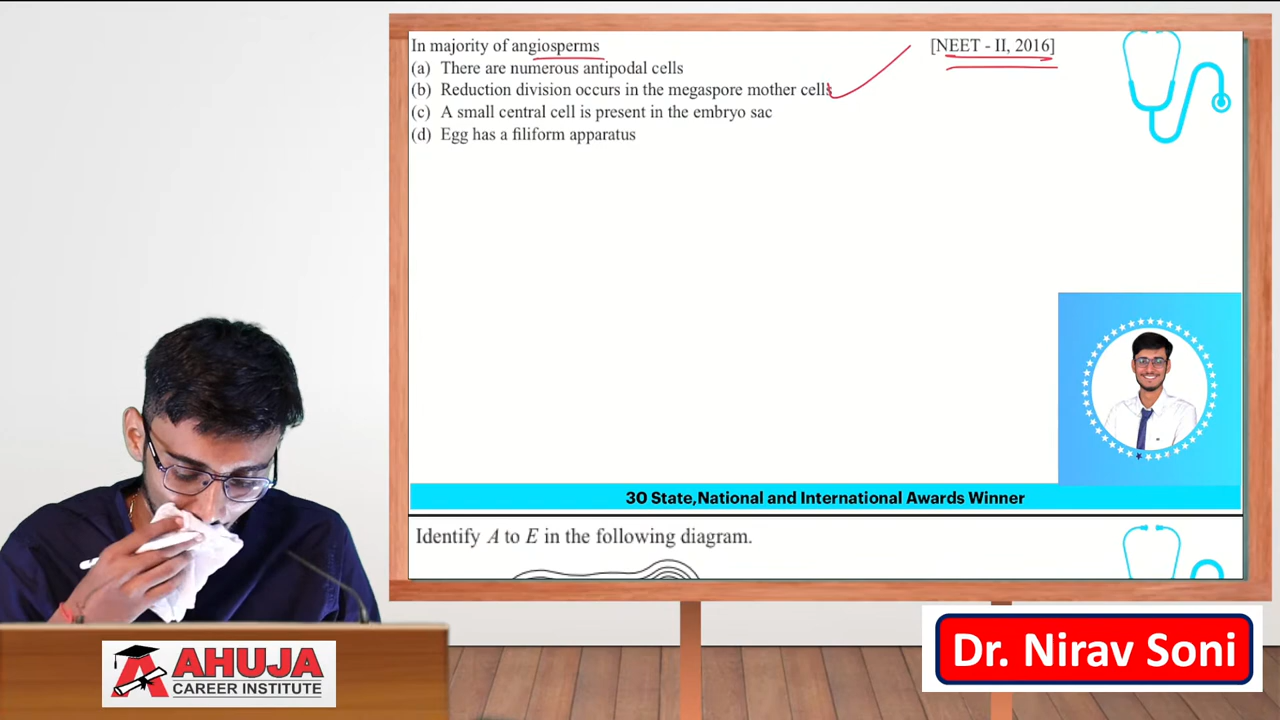 In majority of angiosperms [NEET - II, 2016]
(a) There are numerous antipodal cells
(b) Reduction division occurs in the megaspore mother cells
(c) A small central cell is present in the embryo sac
(d) Egg has a filiform apparatus
30 State,National and International Awards Winner
Identify A to E in the following diagram.
AHUJA
CAREER INSTITUTE
Dr. Nirav Soni